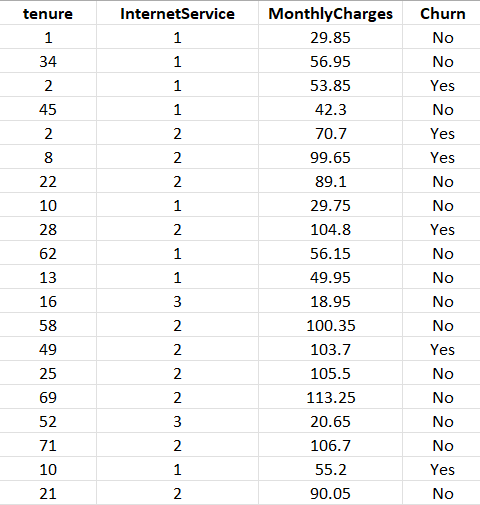 tenure InternetService MonthlyCharges Churn
1 1 29.85 No
34 1 56.95 No
2 1 53.85 Yes
45 1 42.3 No
2 2 70.7 Yes
8 2 99.65 Yes
22 2 89.1 No
10 1 29.75 No
28 2 104.8 Yes
62 1 56.15 No
13 1 49.95 No
16 3 18.95 No
58 2 100.35 No
49 2 103.7 Yes
25 2 105.5 No
69 2 113.25 No
52 3 20.65 No
71 2 106.7 No
10 1 55.2 Yes
21 2 90.05 No